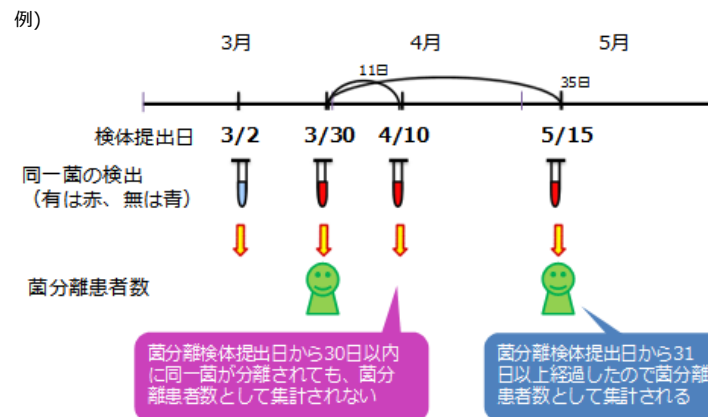 例)
3月 4月 5月
11日 35日
検体提出日 3/2 3/30 4/10 5/15
同一菌の検出
（有は赤、無は青）
菌分離患者数
菌分離検体提出日から30日以内
に同一菌が分離されても、菌分
離患者数として集計されない
菌分離検体提出日から31
日以上経過したので菌分離
患者数として集計される